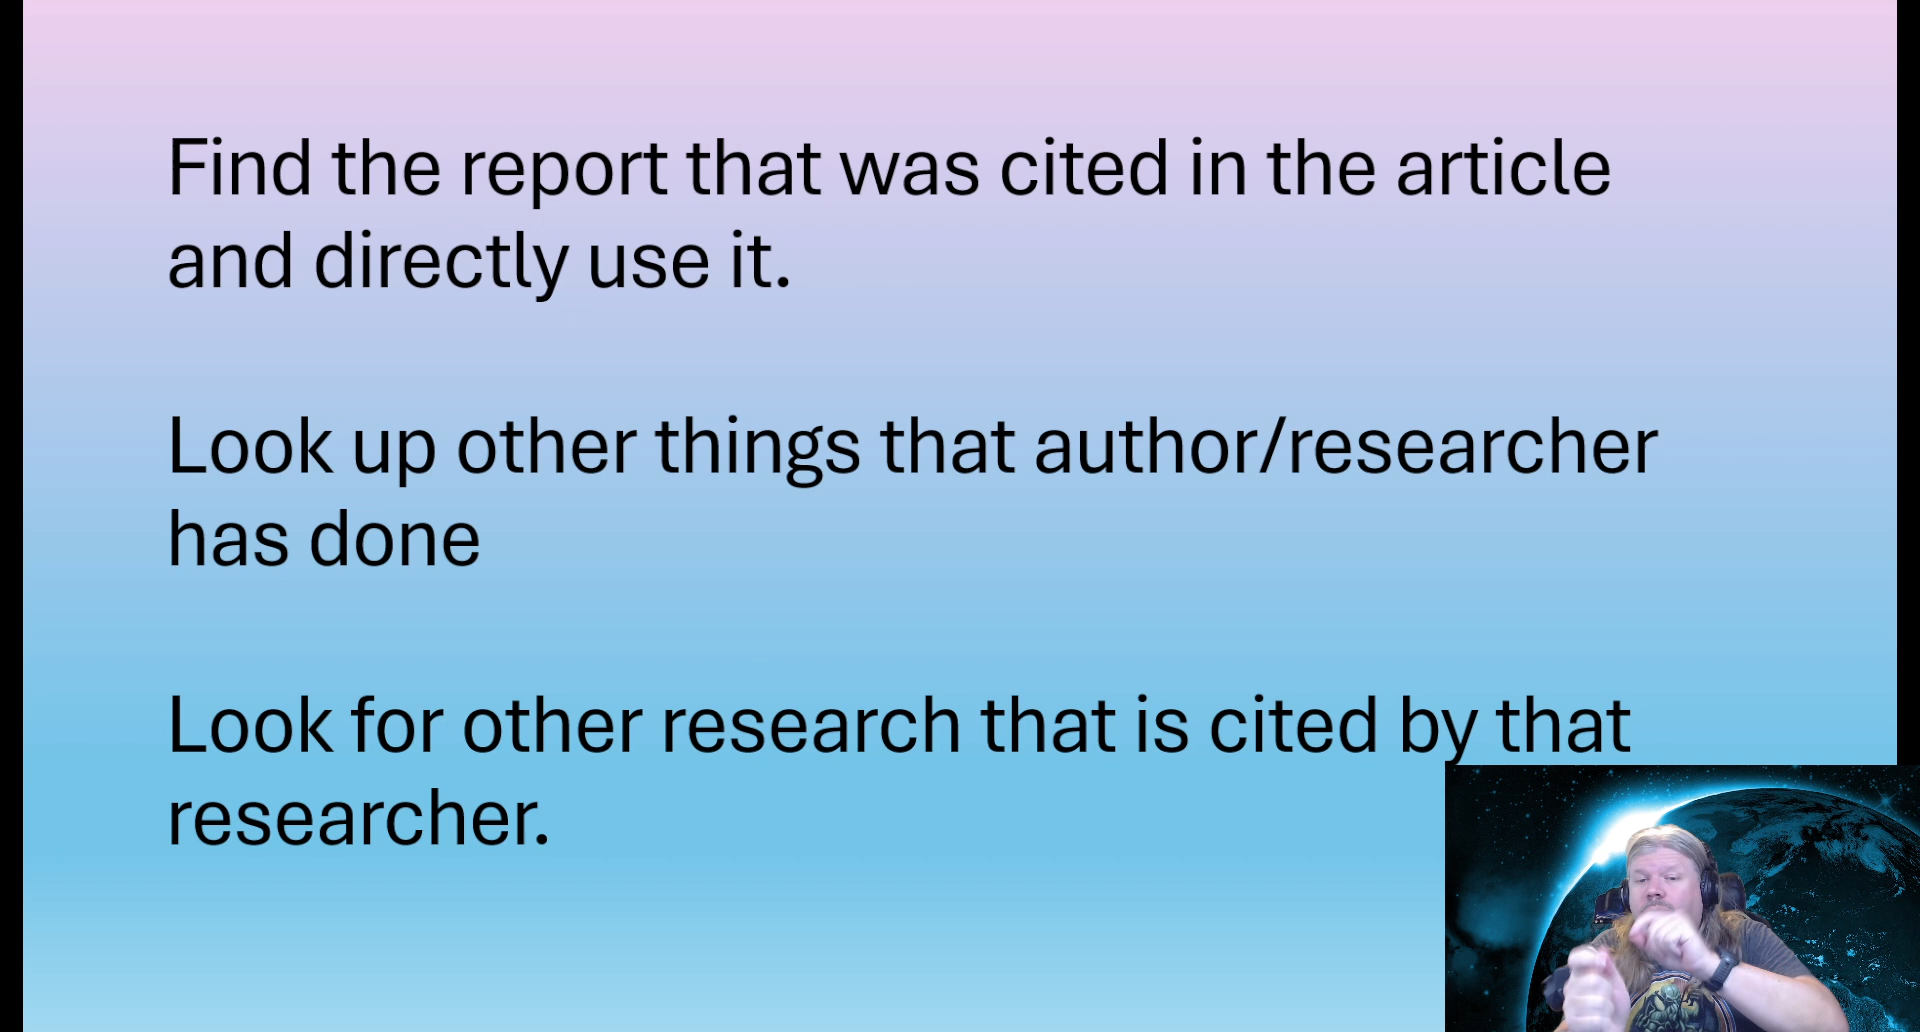 Find the report that was cited in the article
and directly use it.
Look up other things that author/researcher
has done
Look for other research that is cited by that
researcher.